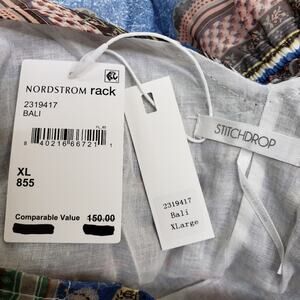 NORDSTROM rack
2319417
BALI
8 40216 66721 1
XL
855
Comparable Value 150.00
2319417
Bali
XLarge
STITCHDROP